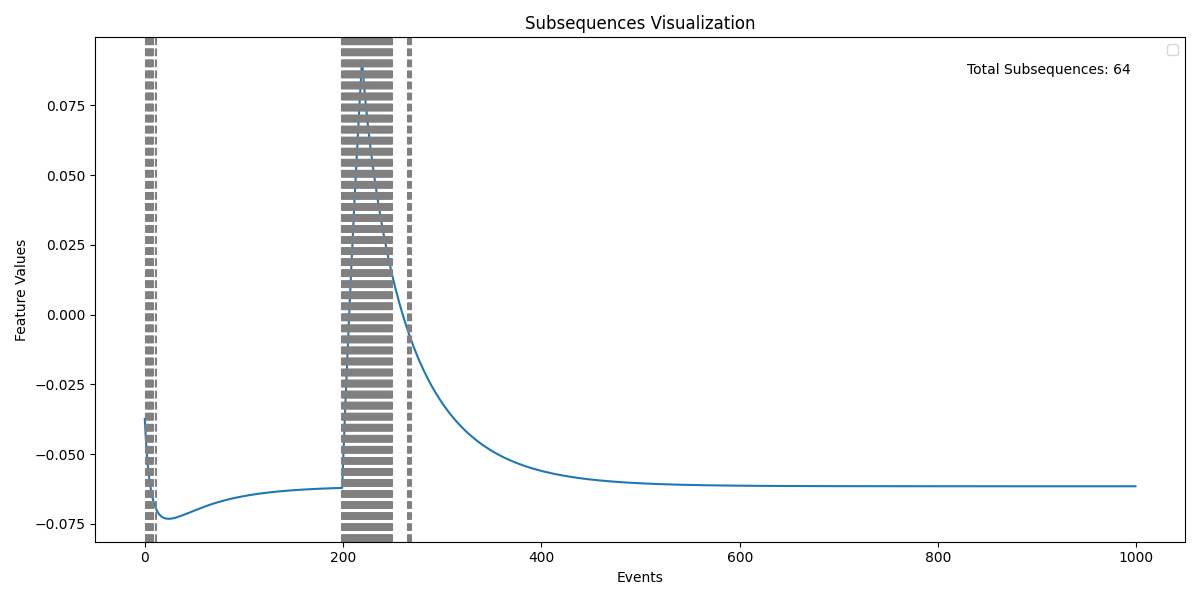 Subsequences Visualization
Total Subsequences: 64
Feature Values
0.075
0.050
0.025
0.000
−0.025
−0.050
−0.075
0 200 400 600 800 1000
Events